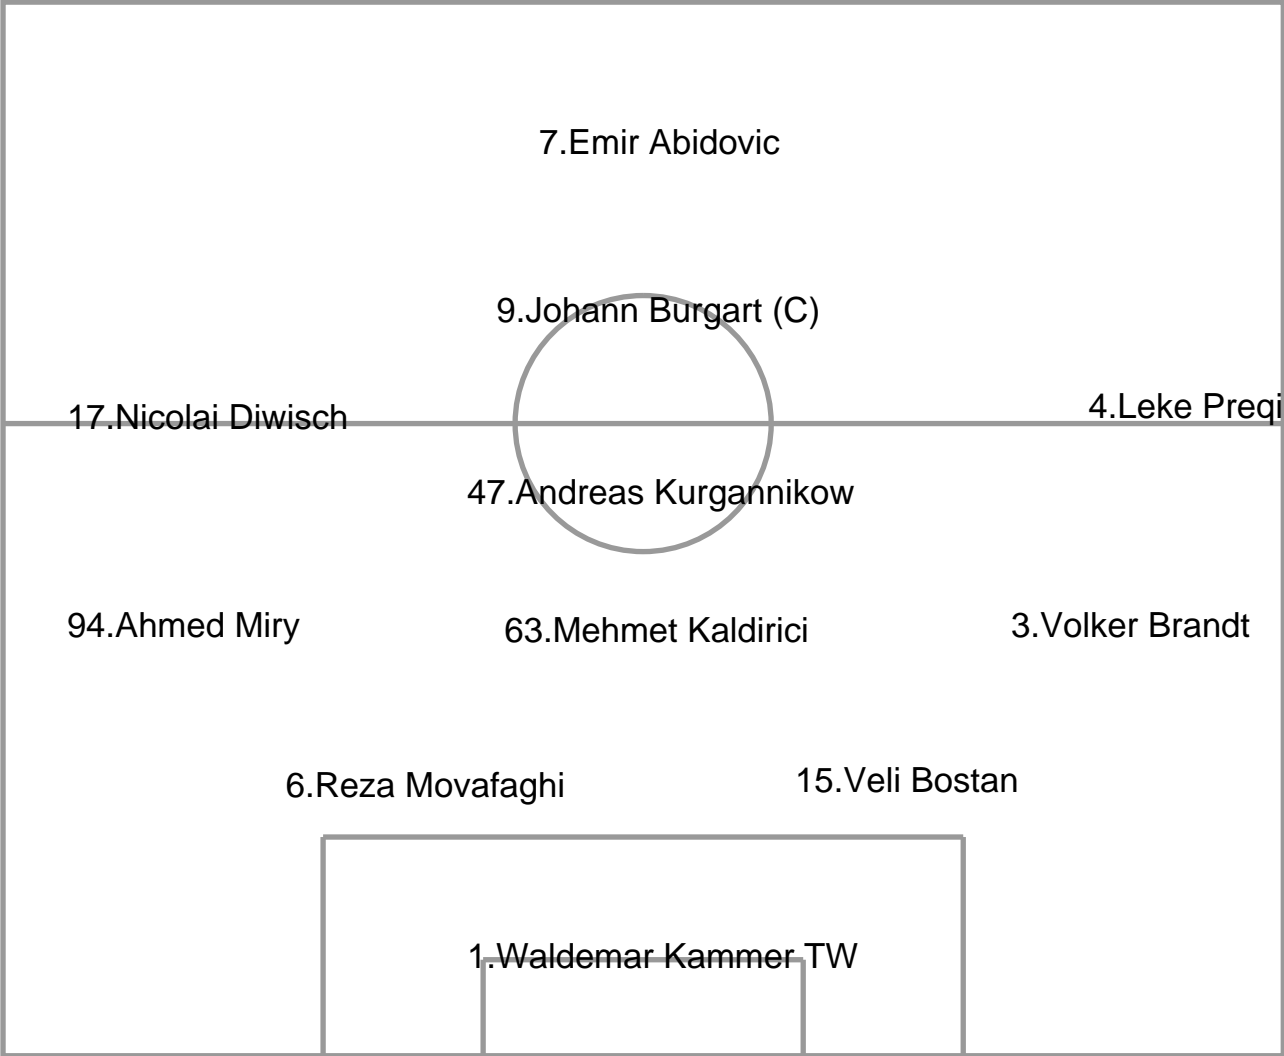 7.Emir Abidovic
9.Johann Burgart (C)
4.Leke Preqi
17.Nicolai Diwisch
47.Andreas Kurgannikow
94.Ahmed Miry
63.Mehmet Kaldirici
3.Volker Brandt
6.Reza Movafaghi
15.Veli Bostan
1.Waldemar Kammer TW